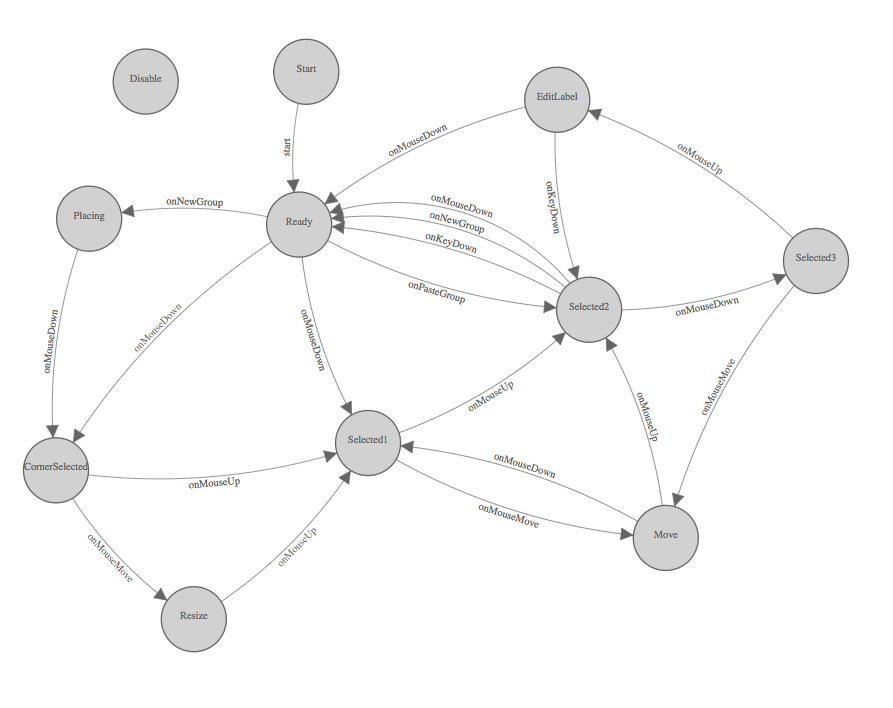 Start
Disable
EditLabel
onMouseDown
start
onMouseUp
onKeyDown
onNewGroup
Placing
Ready
onMouseDown
onNewGroup
onKeyDown
Selected3
onPasteGroup
Selected2
onMouseDown
onMouseDown
onMouseDown
onMouseDown
onMouseMove
onMouseUp
onMouseUp
Selected1
CornerSelected
onMouseUp
onMouseDown
onMouseMove
Move
onMouseMove
onMouseUp
Resize